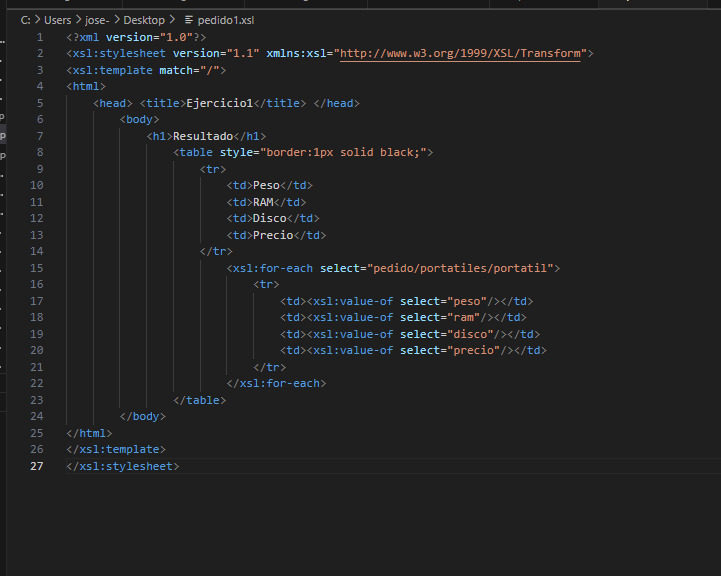 C: > Users > jose- > Desktop > pedido1.xsl
1 <?xml version="1.0"?>
2 <xsl:stylesheet version="1.1" xmlns:xsl="http://www.w3.org/1999/XSL/Transform">
3 <xsl:template match="/">
4 <html>
5 <head> <title>Ejercicio1</title> </head>
6 <body>
7 <h1>Resultado</h1>
8 <table style="border:1px solid black;">
9 <tr>
10 <td>Peso</td>
11 <td>RAM</td>
12 <td>Disco</td>
13 <td>Precio</td>
14 </tr>
15 <xsl:for-each select="pedido/portatiles/portatil">
16 <tr>
17 <td><xsl:value-of select="peso"/></td>
18 <td><xsl:value-of select="ram"/></td>
19 <td><xsl:value-of select="disco"/></td>
20 <td><xsl:value-of select="precio"/></td>
21 </tr>
22 </xsl:for-each>
23 </table>
24 </body>
25 </html>
26 </xsl:template>
27 </xsl:stylesheet>